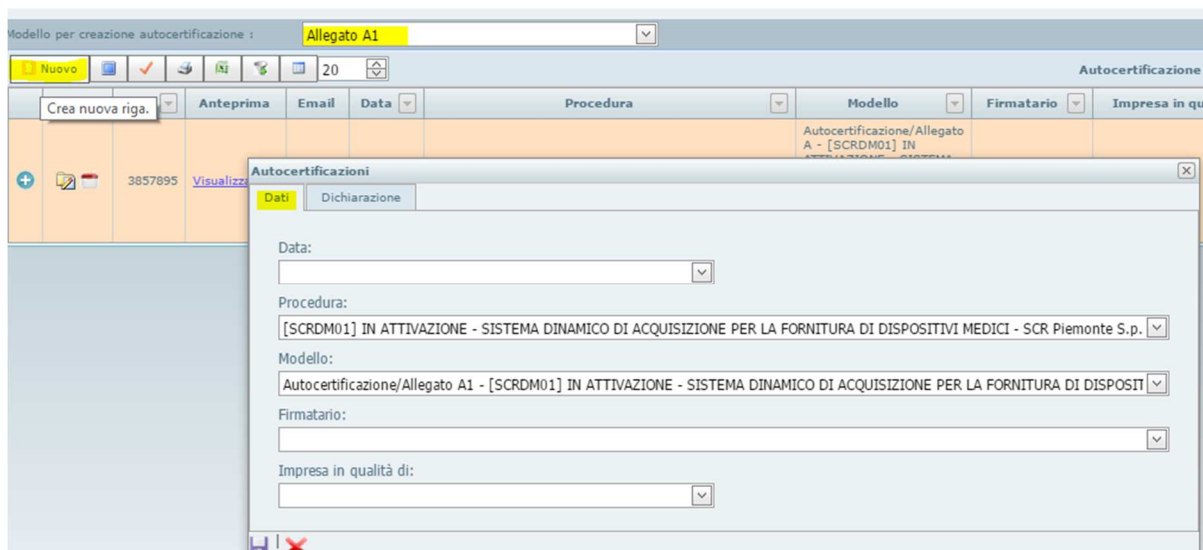 Modello per creazione autocertificazione :
Allegato A1
Nuovo
20
Autocertificazione
Crea nuova riga.
Anteprima
Email
Data
Procedura
Modello
Firmatario
Impresa in qu
Autocertificazione/Allegato
A - [SCRDM01] IN
3857895
Visualizza
Autocertificazioni
Dati
Dichiarazione
Data:
Procedura:
[SCRDM01] IN ATTIVAZIONE - SISTEMA DINAMICO DI ACQUISIZIONE PER LA FORNITURA DI DISPOSITIVI MEDICI - SCR Piemonte S.p.
Modello:
Autocertificazione/Allegato A1 - [SCRDM01] IN ATTIVAZIONE - SISTEMA DINAMICO DI ACQUISIZIONE PER LA FORNITURA DI DISPOSIT
Firmatario:
Impresa in qualità di: